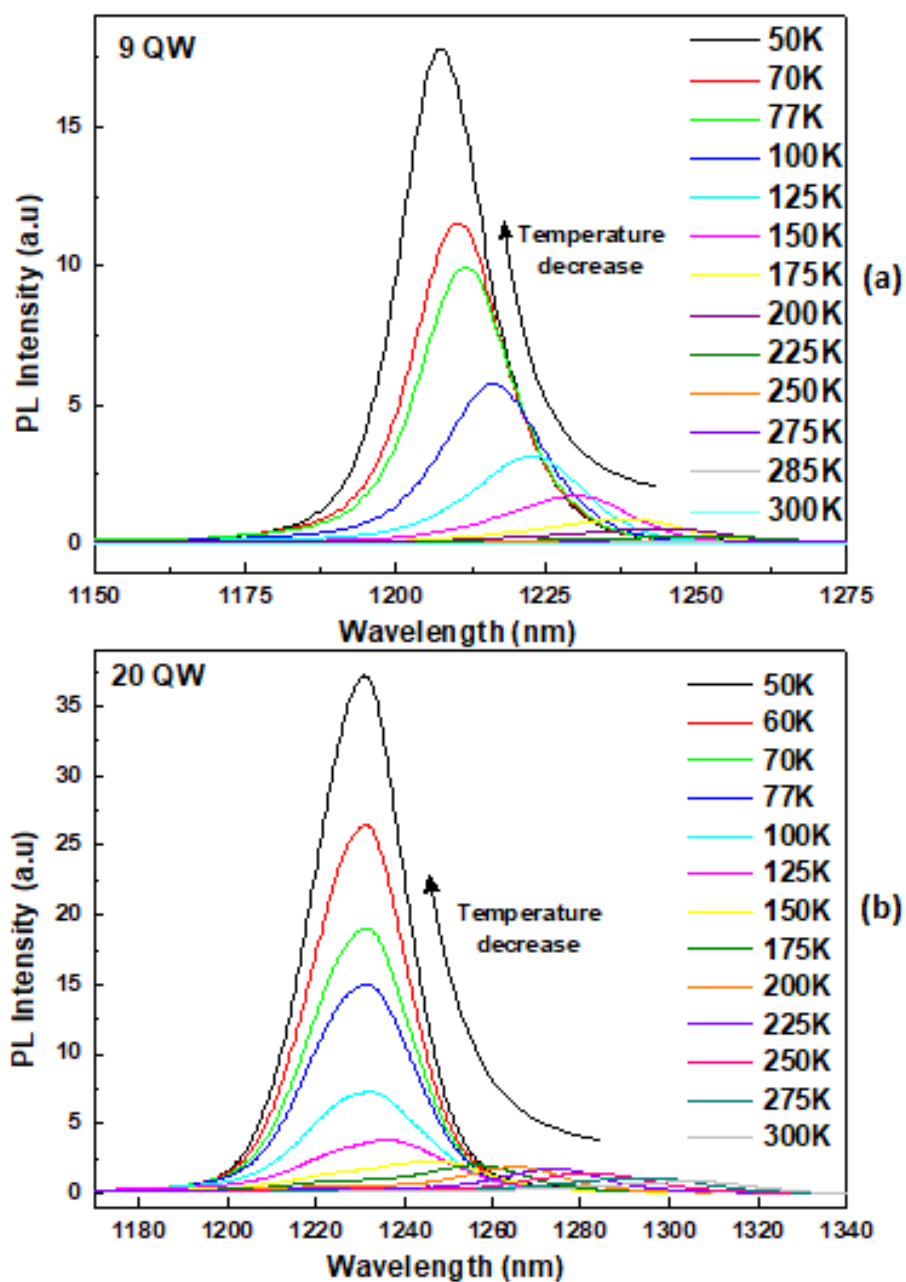 9 QW
50K
70K
77K
100K
125K
150K
175K
200K
225K
250K
275K
285K
300K
Temperature
decrease
(a)
PL Intensity (a.u)
15
10
5
0
1150
1175
1200
1225
1250
1275
Wavelength (nm)
20 QW
50K
60K
70K
77K
100K
125K
150K
175K
200K
225K
250K
275K
300K
Temperature
decrease
(b)
PL Intensity (a.u)
35
30
25
20
15
10
5
0
1180
1200
1220
1240
1260
1280
1300
1320
1340
Wavelength (nm)